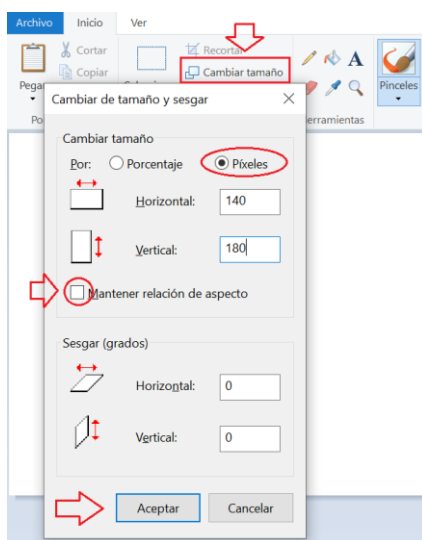 Archivo Inicio Ver
Cortar
Recortar
Copiar
Cambiar tamaño
A
Pinceles
Cambiar de tamaño y sesgar
Cambiar tamaño
Por: Porcentaje Píxeles
Horizontal: 140
Vertical: 180
Mantener relación de aspecto
Sesgar (grados)
Horizontal: 0
Vertical: 0
Aceptar Cancelar